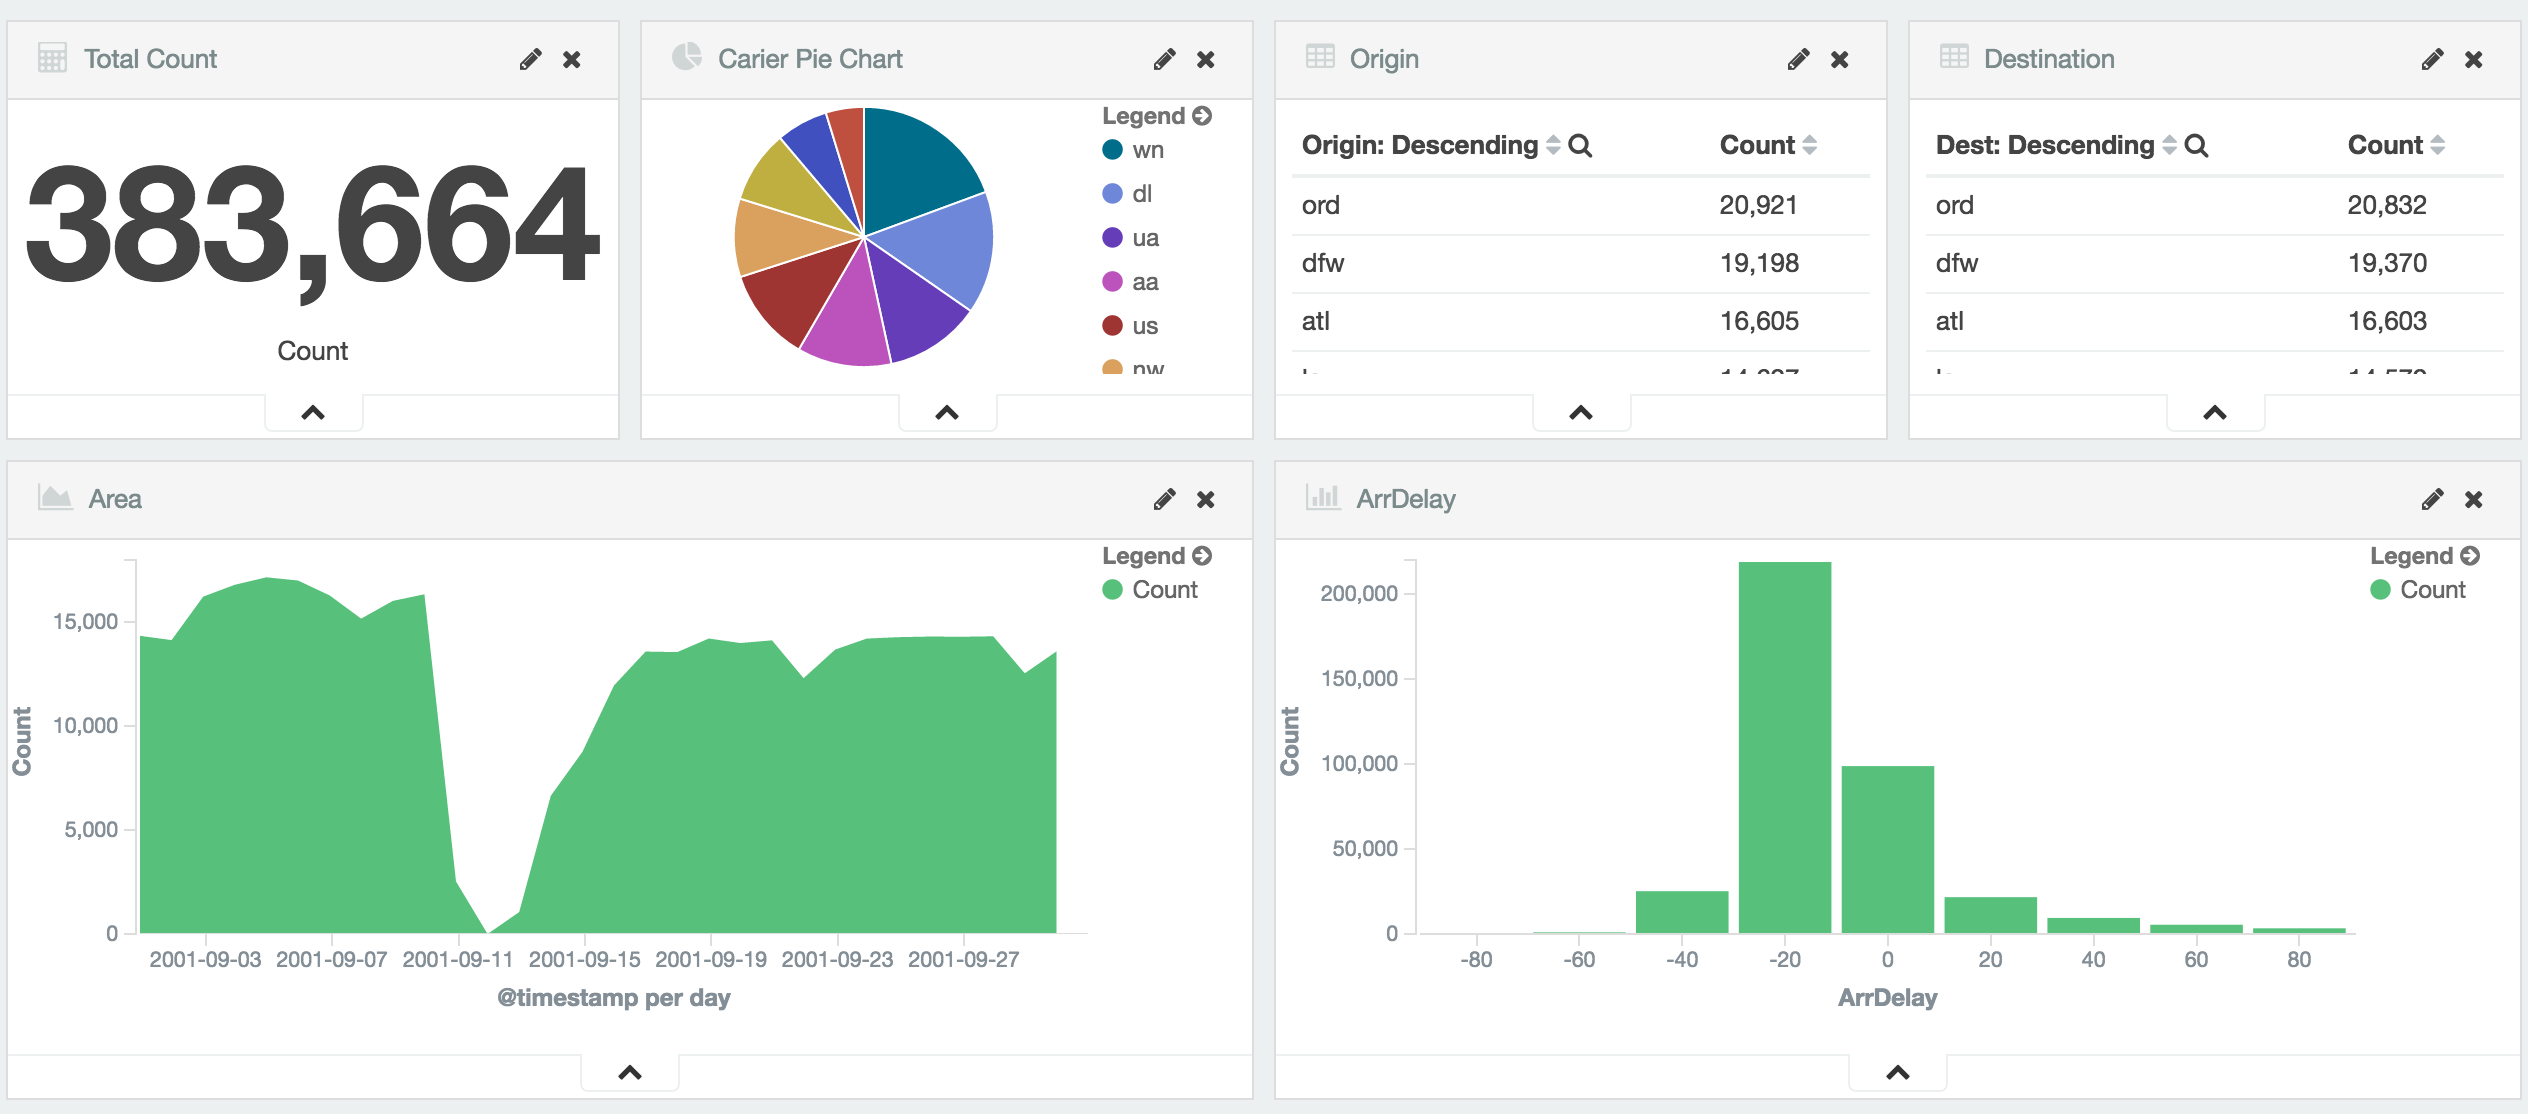 Total Count
383,664
Count
Carier Pie Chart
Legend
wn
dl
ua
aa
us
nw
Origin
Origin: Descending Count
ord 20,921
dfw 19,198
atl 16,605
Destination
Dest: Descending Count
ord 20,832
dfw 19,370
atl 16,603
Area
Legend
Count
Count
15,000
10,000
5,000
0
2001-09-03 2001-09-07 2001-09-11 2001-09-15 2001-09-19 2001-09-23 2001-09-27
@timestamp per day
ArrDelay
Legend
Count
Count
200,000
150,000
100,000
50,000
0
-80 -60 -40 -20 0 20 40 60 80
ArrDelay